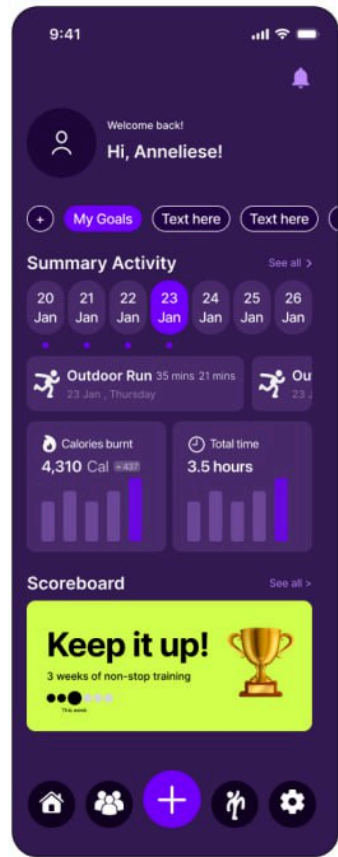 9:41
Welcome back!
Hi, Anneliese!
+
My Goals
Text here
Text here
Summary Activity
See all >
20 Jan
21 Jan
22 Jan
23 Jan
24 Jan
25 Jan
26 Jan
Outdoor Run 35 mins 21 mins
23 Jan , Thursday
Ou
23 J
Calories burnt
4,310 Cal +437
Total time
3.5 hours
Scoreboard
See all >
Keep it up!
3 weeks of non-stop training
This week